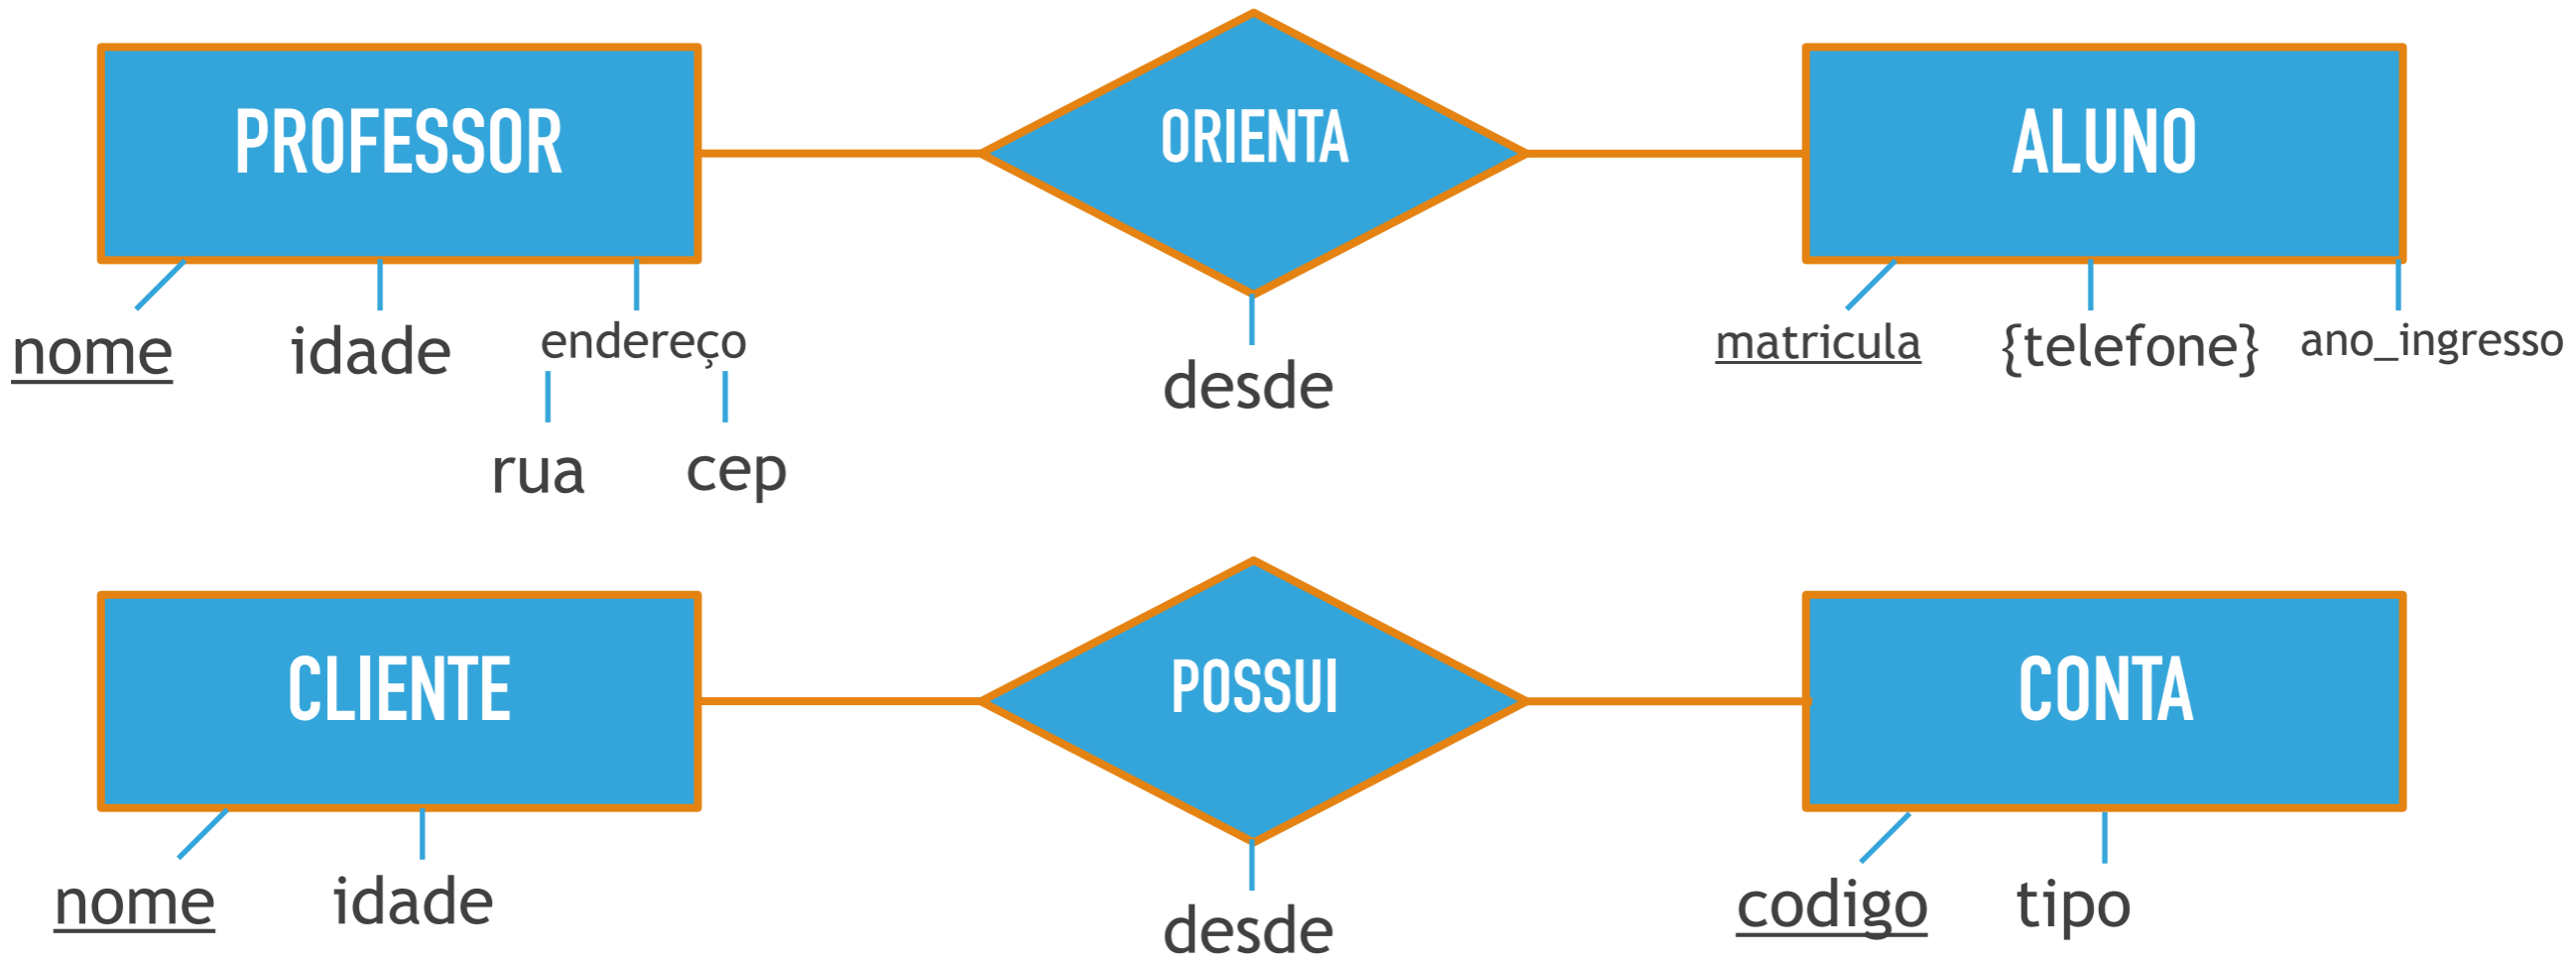 PROFESSOR ORIENTA ALUNO
nome idade endereço desde matricula {telefone} ano_ingresso
rua cep
CLIENTE POSSUI CONTA
nome idade desde codigo tipo